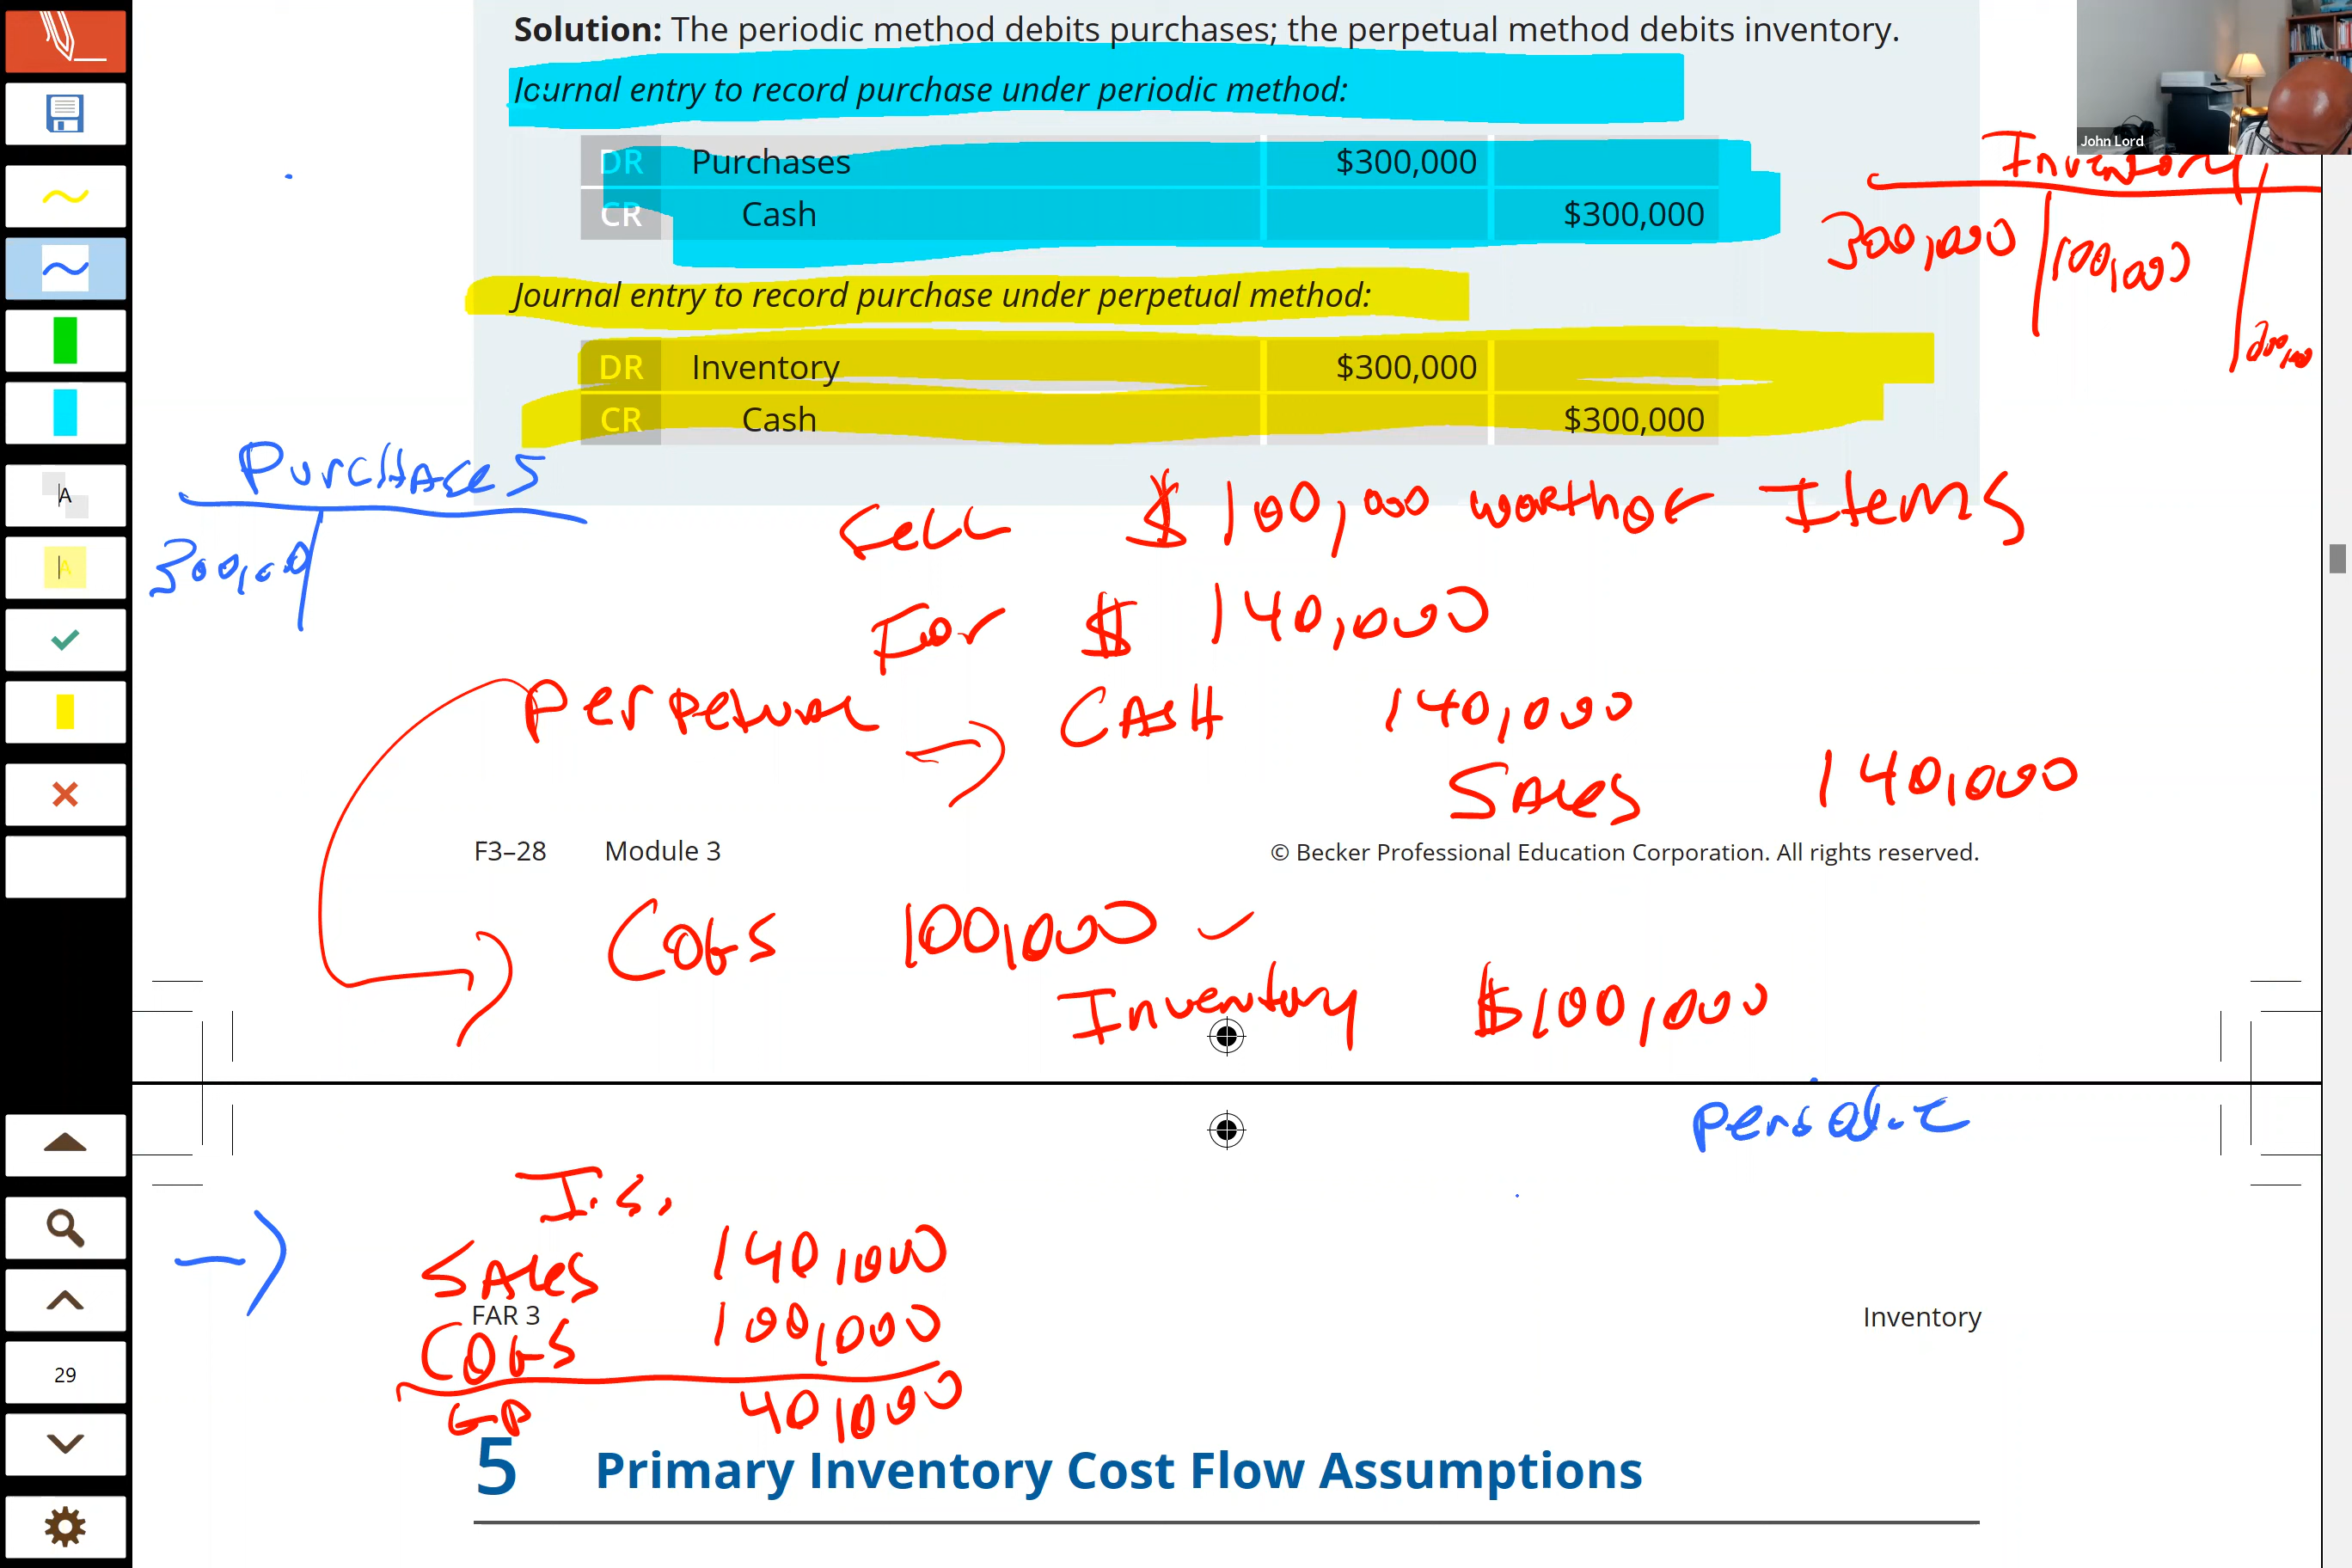 Solution: The periodic method debits purchases; the perpetual method debits inventory.
Journal entry to record purchase under periodic method:
John Lord
Inventory
DR Purchases $300,000
CR Cash $300,000
300,000 100,000
200,000
Journal entry to record purchase under perpetual method:
DR Inventory $300,000
CR Cash $300,000
Purchases
300,000
Sell $100,000 worth of Items
For $140,000
Perpetual Cash 140,000
Sales 140,000
F3–28 Module 3 © Becker Professional Education Corporation. All rights reserved.
COGS 100,000
Inventory $100,000
Periodic
I.S.
Sales 140,000
FAR 3 Inventory
COGS 100,000
GP 40,000
5 Primary Inventory Cost Flow Assumptions
A
A
29